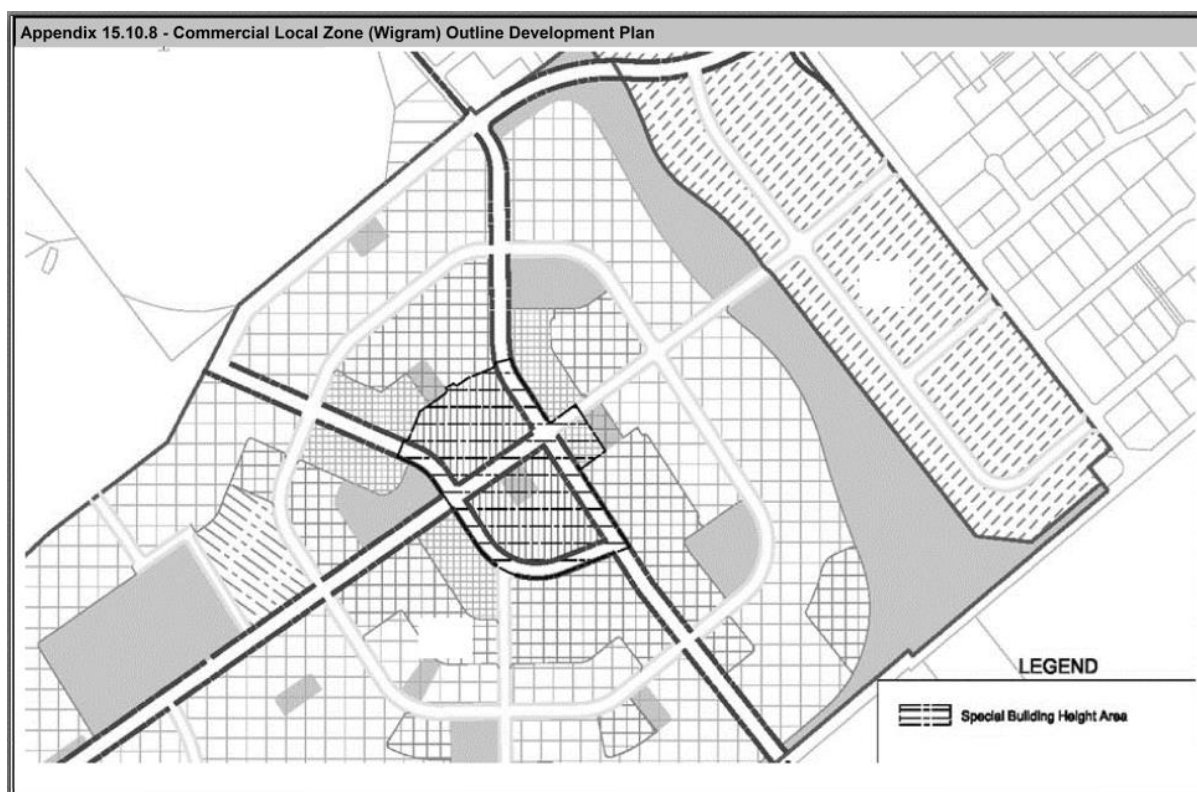 Appendix 15.10.8 - Commercial Local Zone (Wigram) Outline Development Plan
LEGEND
Special Building Height Area